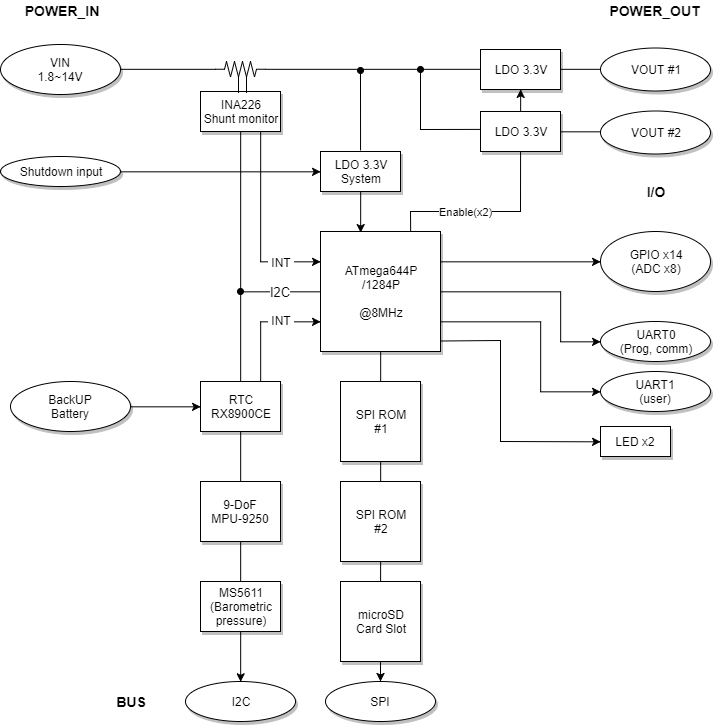 POWER_IN
POWER_OUT
VIN
1.8~14V
LDO 3.3V
VOUT #1
INA226
Shunt monitor
LDO 3.3V
VOUT #2
Shutdown input
LDO 3.3V
System
I/O
Enable(x2)
INT
I2C
INT
ATmega644P
/1284P
@8MHz
GPIO x14
(ADC x8)
UART0
(Prog, comm)
UART1
(user)
LED x2
BackUP
Battery
RTC
RX8900CE
SPI ROM
#1
9-DoF
MPU-9250
SPI ROM
#2
MS5611
(Barometric
pressure)
microSD
Card Slot
BUS
I2C
SPI